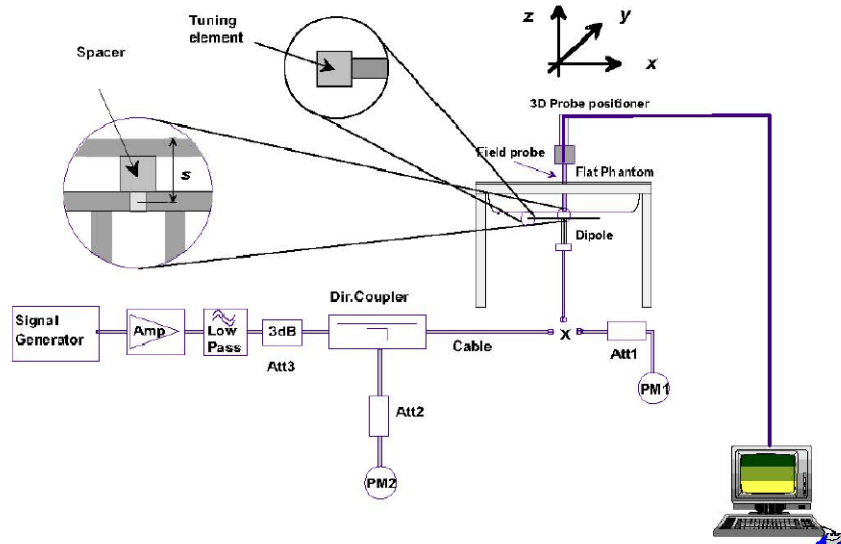 Tuning
element
Spacer
s
z
y
x
3D Probe positioner
Field probe
Flat Phantom
Dipole
Dir.Coupler
Signal
Generator
Amp
Low
Pass
3dB
Att3
Cable
X
Att1
PM1
Att2
PM2